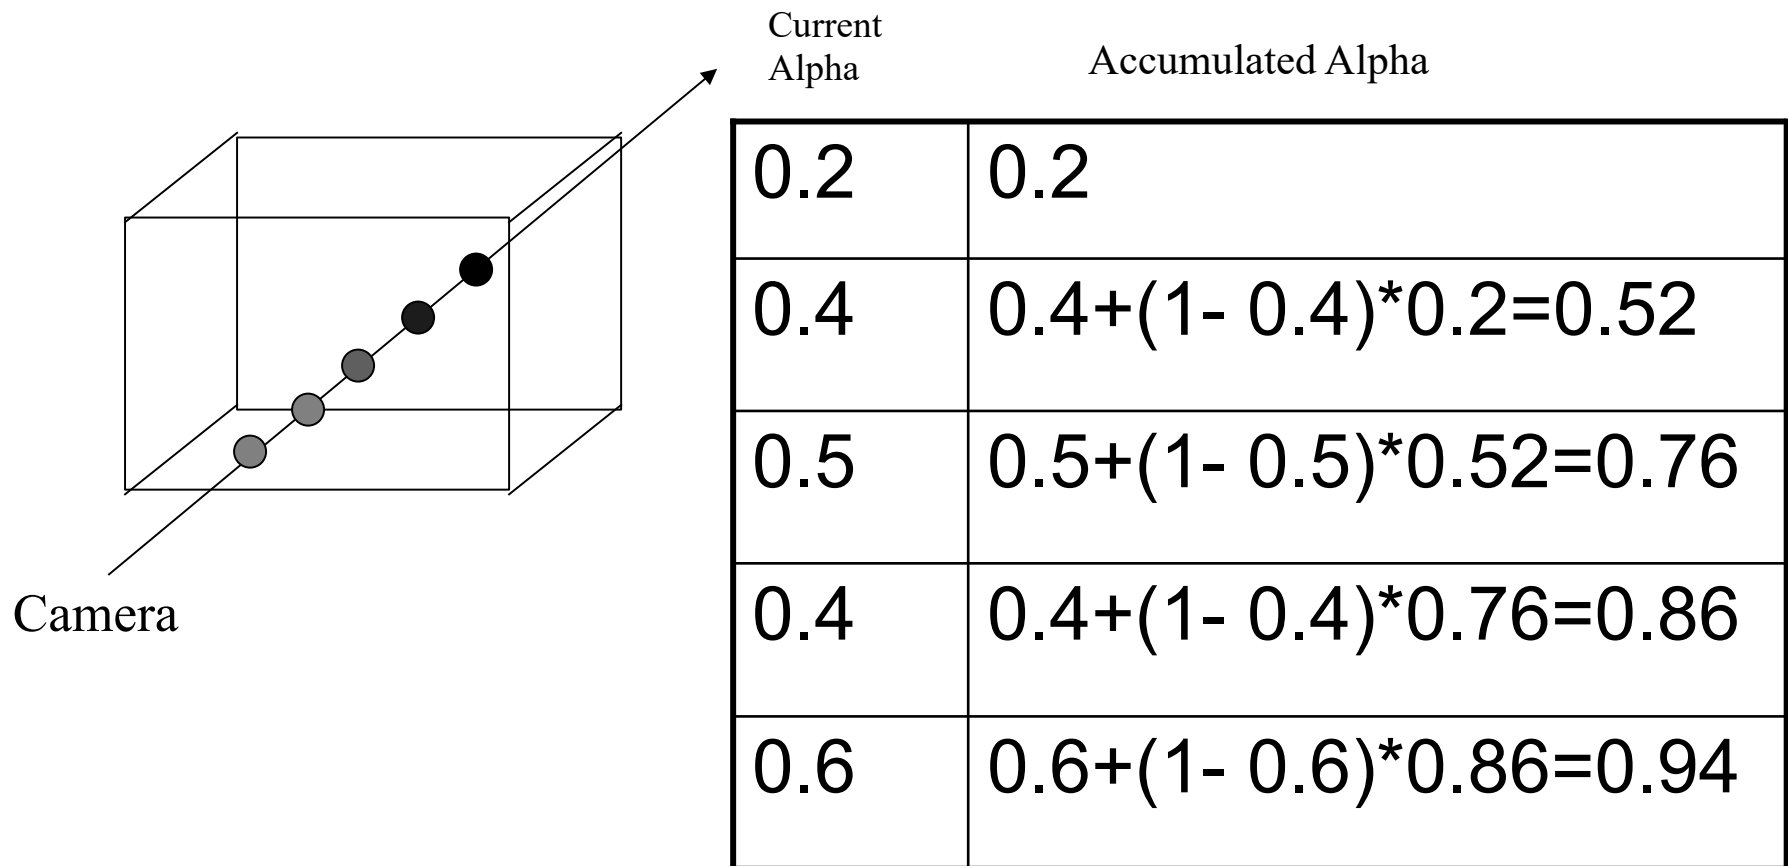 Current
Alpha
Accumulated Alpha
0.2 0.2
0.4 0.4+(1- 0.4)*0.2=0.52
0.5 0.5+(1- 0.5)*0.52=0.76
0.4 0.4+(1- 0.4)*0.76=0.86
0.6 0.6+(1- 0.6)*0.86=0.94
Camera